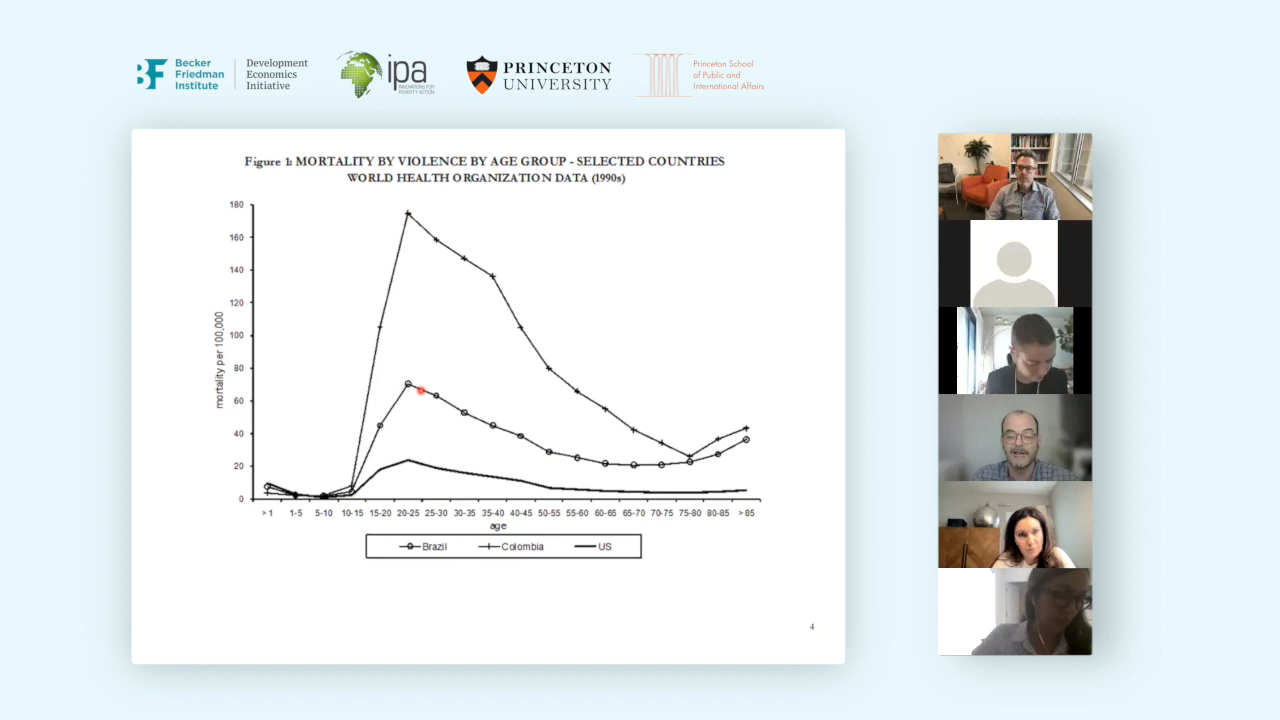 Becker
Friedman
Institute
Development
Economics
Initiative
ipa
INNOVATIONS FOR
POVERTY ACTION
PRINCETON
UNIVERSITY
Princeton School
of Public and
International Affairs
Figure 1: MORTALITY BY VIOLENCE BY AGE GROUP - SELECTED COUNTRIES
WORLD HEALTH ORGANIZATION DATA (1990s)
mortality per 100,000
180
160
140
120
100
80
60
40
20
0
> 1 1-5 5-10 10-15 15-20 20-25 25-30 30-35 35-40 40-45 50-55 55-60 60-65 65-70 70-75 75-80 80-85 > 85
age
Brazil Colombia US
4